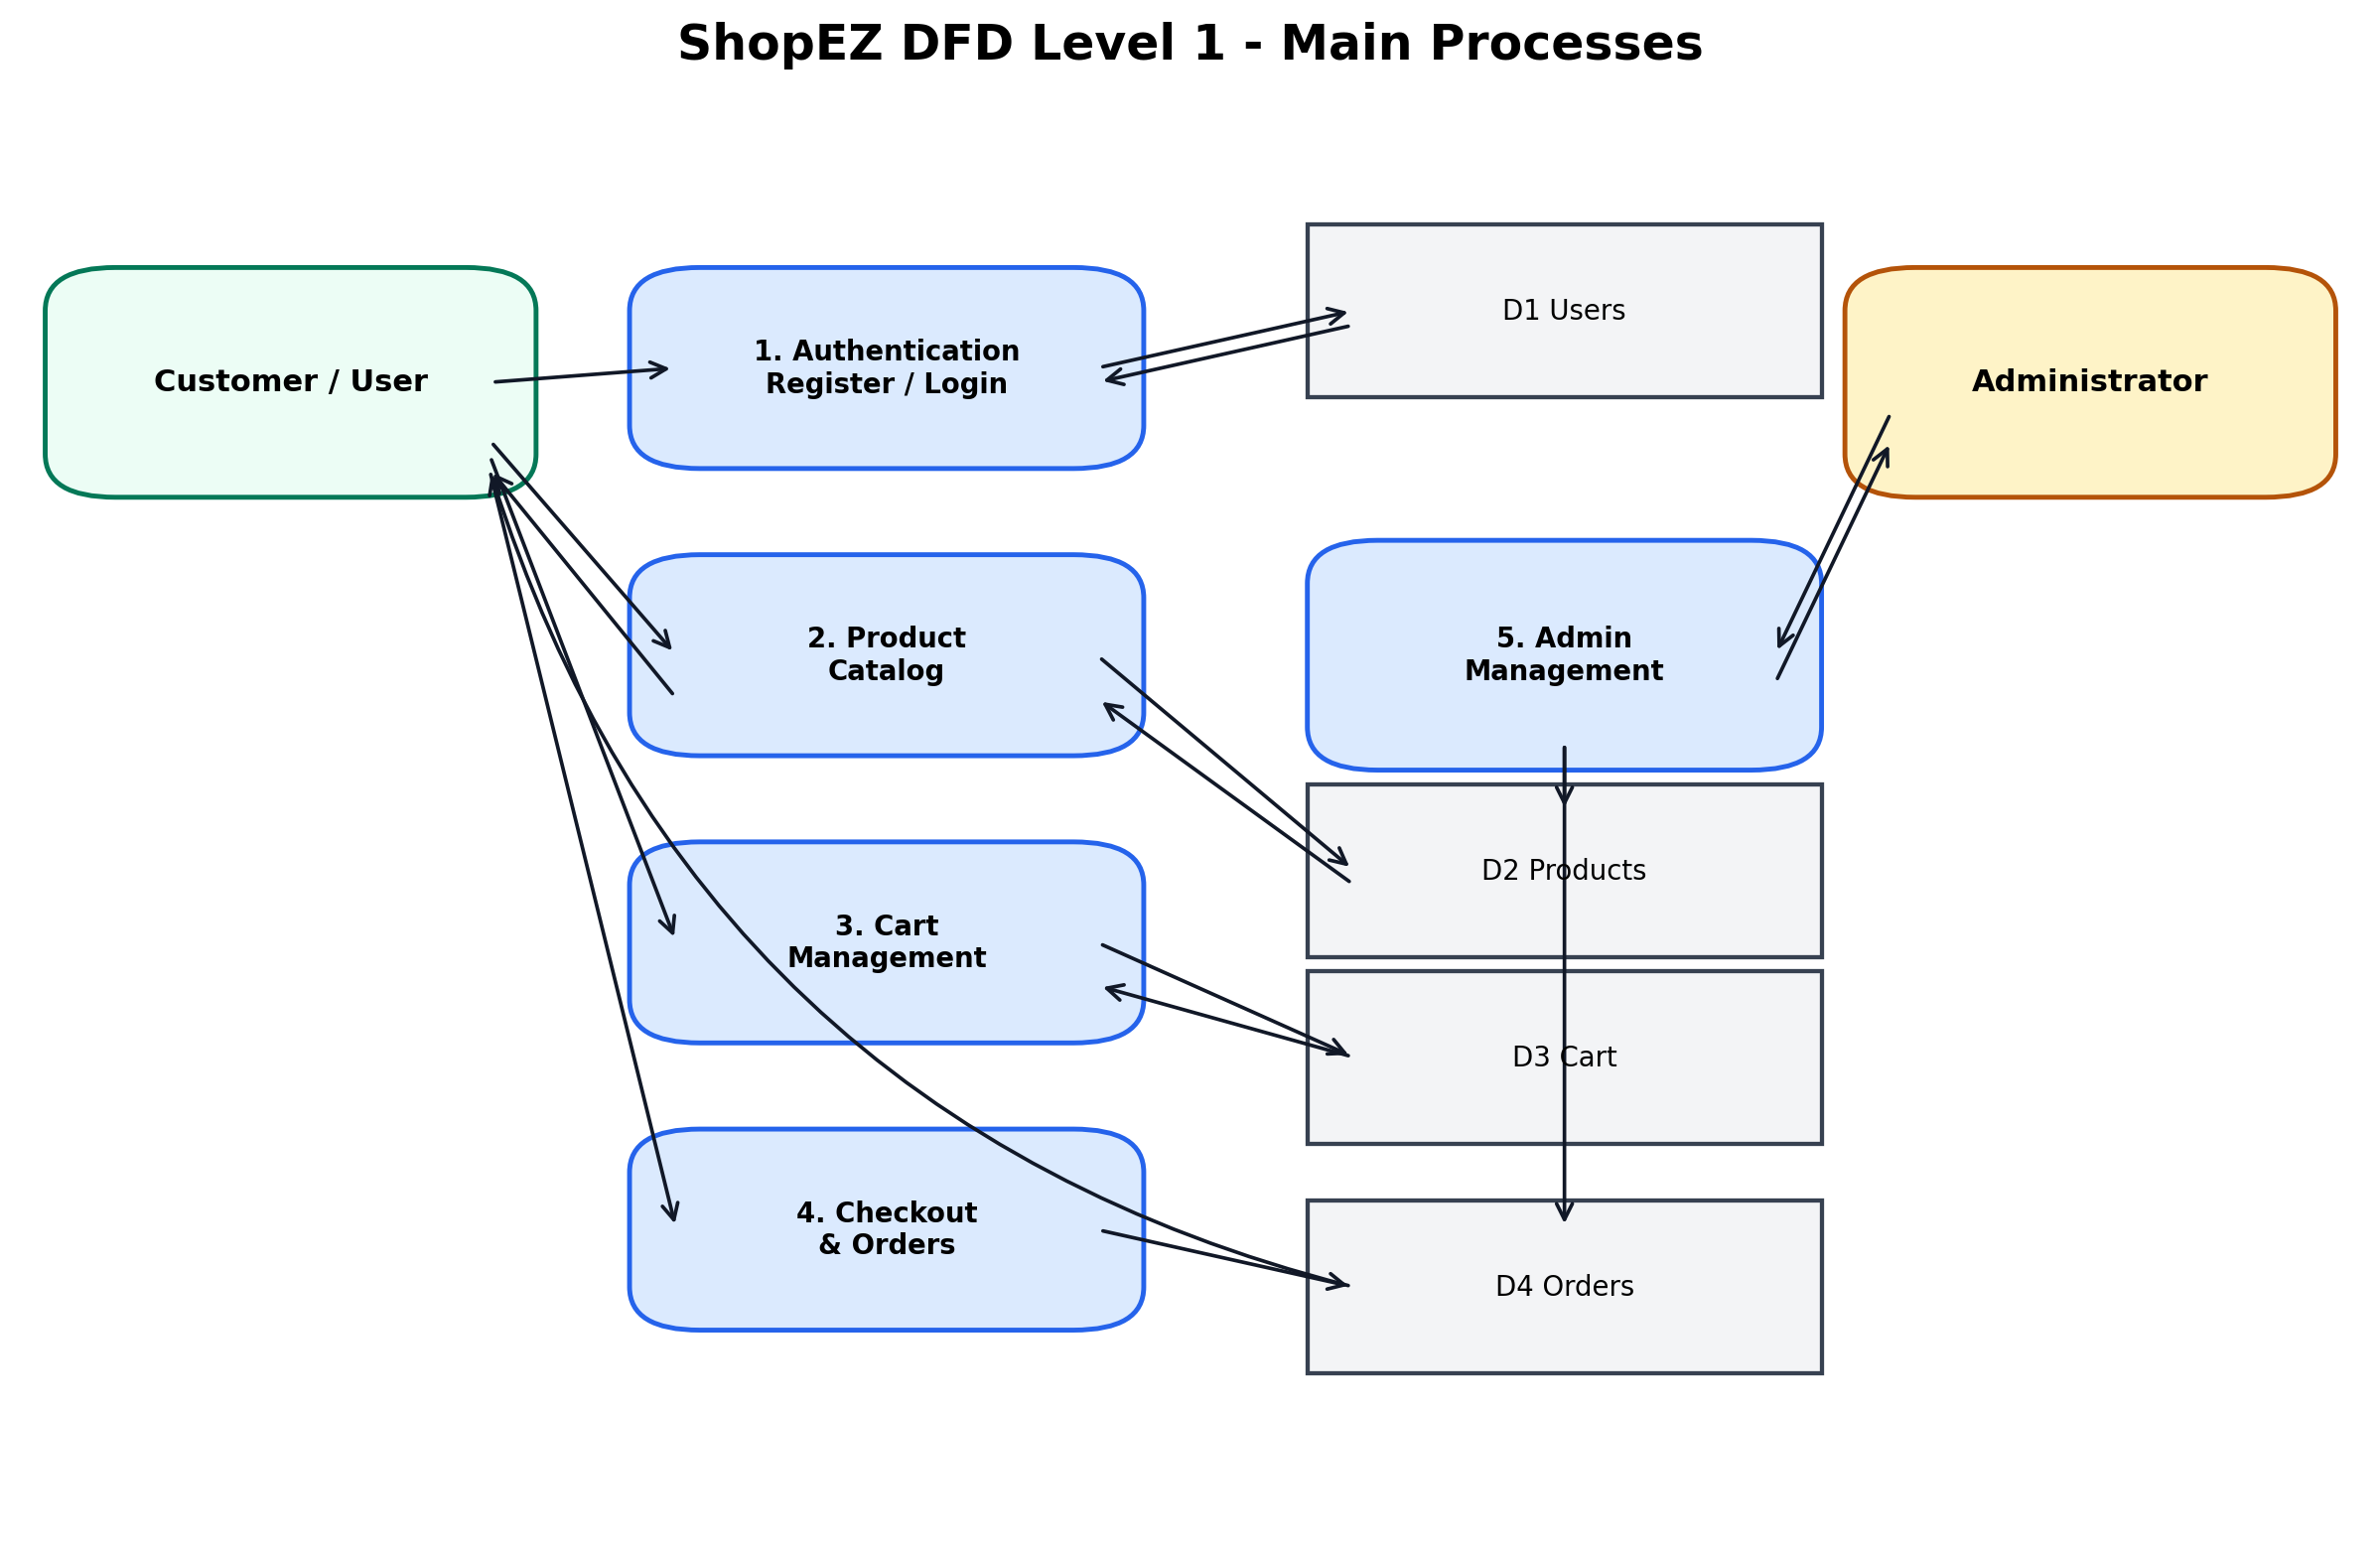 ShopEZ DFD Level 1 - Main Processes
Customer / User
1. Authentication
Register / Login
D1 Users
Administrator
2. Product
Catalog
5. Admin
Management
D2 Products
3. Cart
Management
D3 Cart
4. Checkout
& Orders
D4 Orders